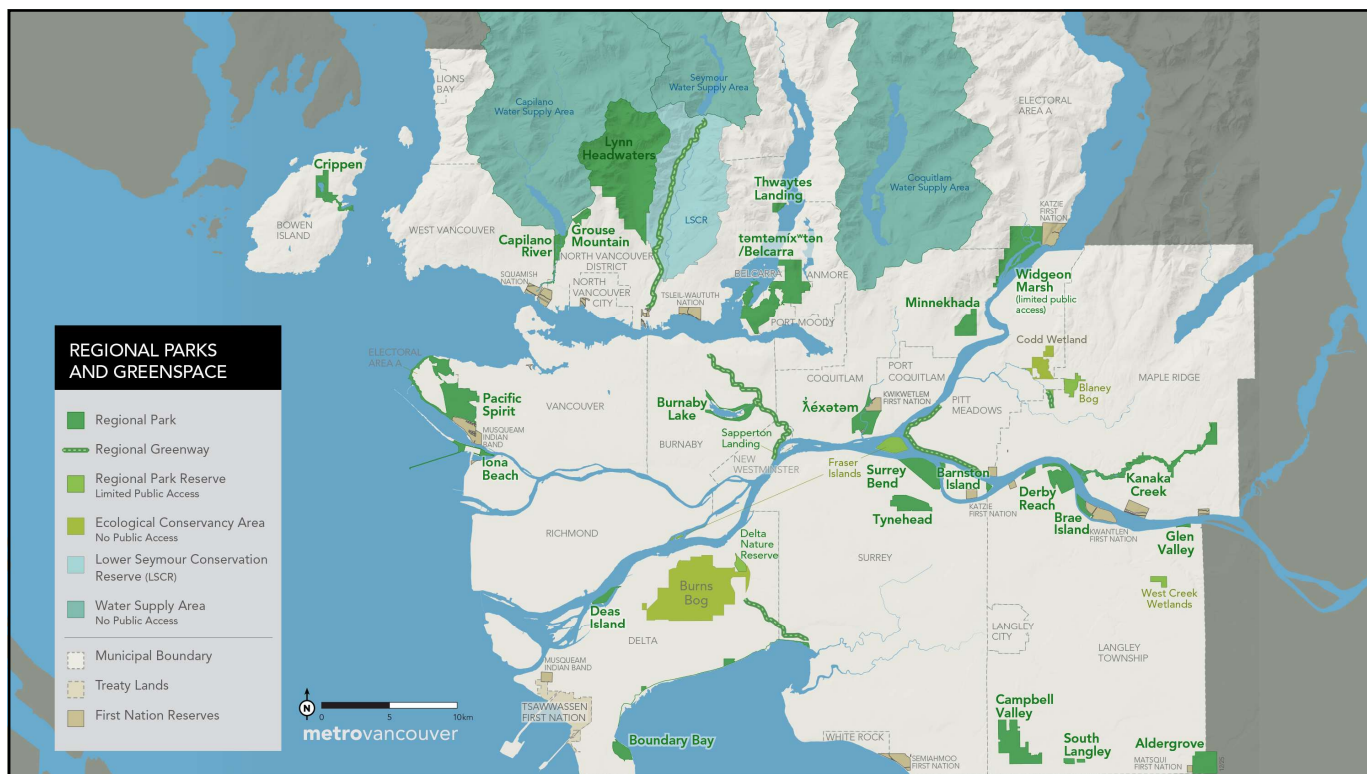 REGIONAL PARKS
AND GREENSPACE
Regional Park
Regional Greenway
Regional Park Reserve
Limited Public Access
Ecological Conservancy Area
No Public Access
Lower Seymour Conservation
Reserve (LSCR)
Water Supply Area
No Public Access
Municipal Boundary
Treaty Lands
First Nation Reserves
N
0
5
10km
metrovancouver
LIONS
BAY
Capilano
Water Supply Area
Seymour
Water Supply Area
ELECTORAL
AREA A
Lynn
Headwaters
Crippen
Coquitlam
Water Supply Area
Thwaytes
Landing
KATZIE
FIRST
NATION
LSCR
BOWEN
ISLAND
WEST VANCOUVER
Capilano
River
Grouse
Mountain
NORTH VANCOUVER
DISTRICT
təmtəmíxʷtən
/Belcarra
BELCARRA
ANMORE
Widgeon
Marsh
(limited public
access)
SQUAMISH
NATION
NORTH
VANCOUVER
CITY
TSLEIL-WAUTUTH
NATION
Minnekhada
PORT MOODY
Codd Wetland
ELECTORAL
AREA A
COQUITLAM
PORT
COQUITLAM
Blaney
Bog
MAPLE RIDGE
Pacific
Spirit
VANCOUVER
Burnaby
Lake
ƛ̓éxətəm
KWIKWETLEM
FIRST NATION
PITT
MEADOWS
MUSQUEAM
INDIAN
BAND
BURNABY
Sapperton
Landing
NEW
WESTMINSTER
Fraser
Islands
Iona
Beach
Surrey
Bend
Barnston
Island
KATZIE
FIRST NATION
Derby
Reach
Kanaka
Creek
Tynehead
Brae
Island
KWANTLEN
FIRST NATION
Glen
Valley
RICHMOND
Delta
Nature
Reserve
SURREY
Burns
Bog
West Creek
Wetlands
Deas
Island
DELTA
LANGLEY
CITY
LANGLEY
TOWNSHIP
MUSQUEAM
INDIAN BAND
TSAWWASSEN
FIRST NATION
Campbell
Valley
Boundary Bay
WHITE ROCK
South
Langley
Aldergrove
SEMIAHMOO
FIRST NATION
MATSQUI
FIRST NATION